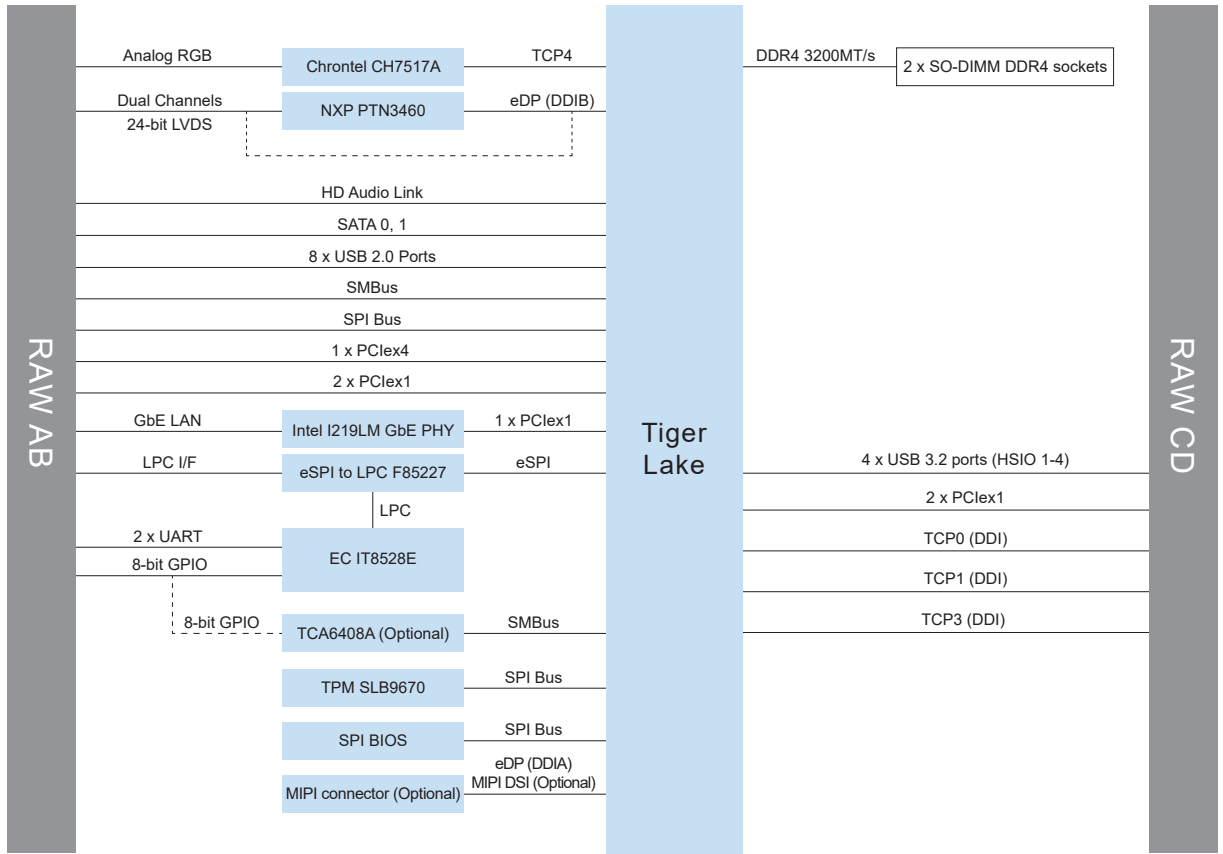 Analog RGB
Chrontel CH7517A
TCP4
DDR4 3200MT/s
2 x SO-DIMM DDR4 sockets
Dual Channels
24-bit LVDS
NXP PTN3460
eDP (DDIB)
HD Audio Link
SATA 0, 1
8 x USB 2.0 Ports
SMBus
SPI Bus
1 x PCIex4
2 x PCIex1
RAW AB
GbE LAN
Intel I219LM GbE PHY
1 x PCIex1
Tiger
Lake
RAW CD
LPC I/F
eSPI to LPC F85227
eSPI
4 x USB 3.2 ports (HSIO 1-4)
LPC
2 x PCIex1
2 x UART
8-bit GPIO
EC IT8528E
TCP0 (DDI)
TCP1 (DDI)
8-bit GPIO
TCA6408A (Optional)
SMBus
TCP3 (DDI)
TPM SLB9670
SPI Bus
SPI BIOS
SPI Bus
MIPI connector (Optional)
eDP (DDIA)
MIPI DSI (Optional)